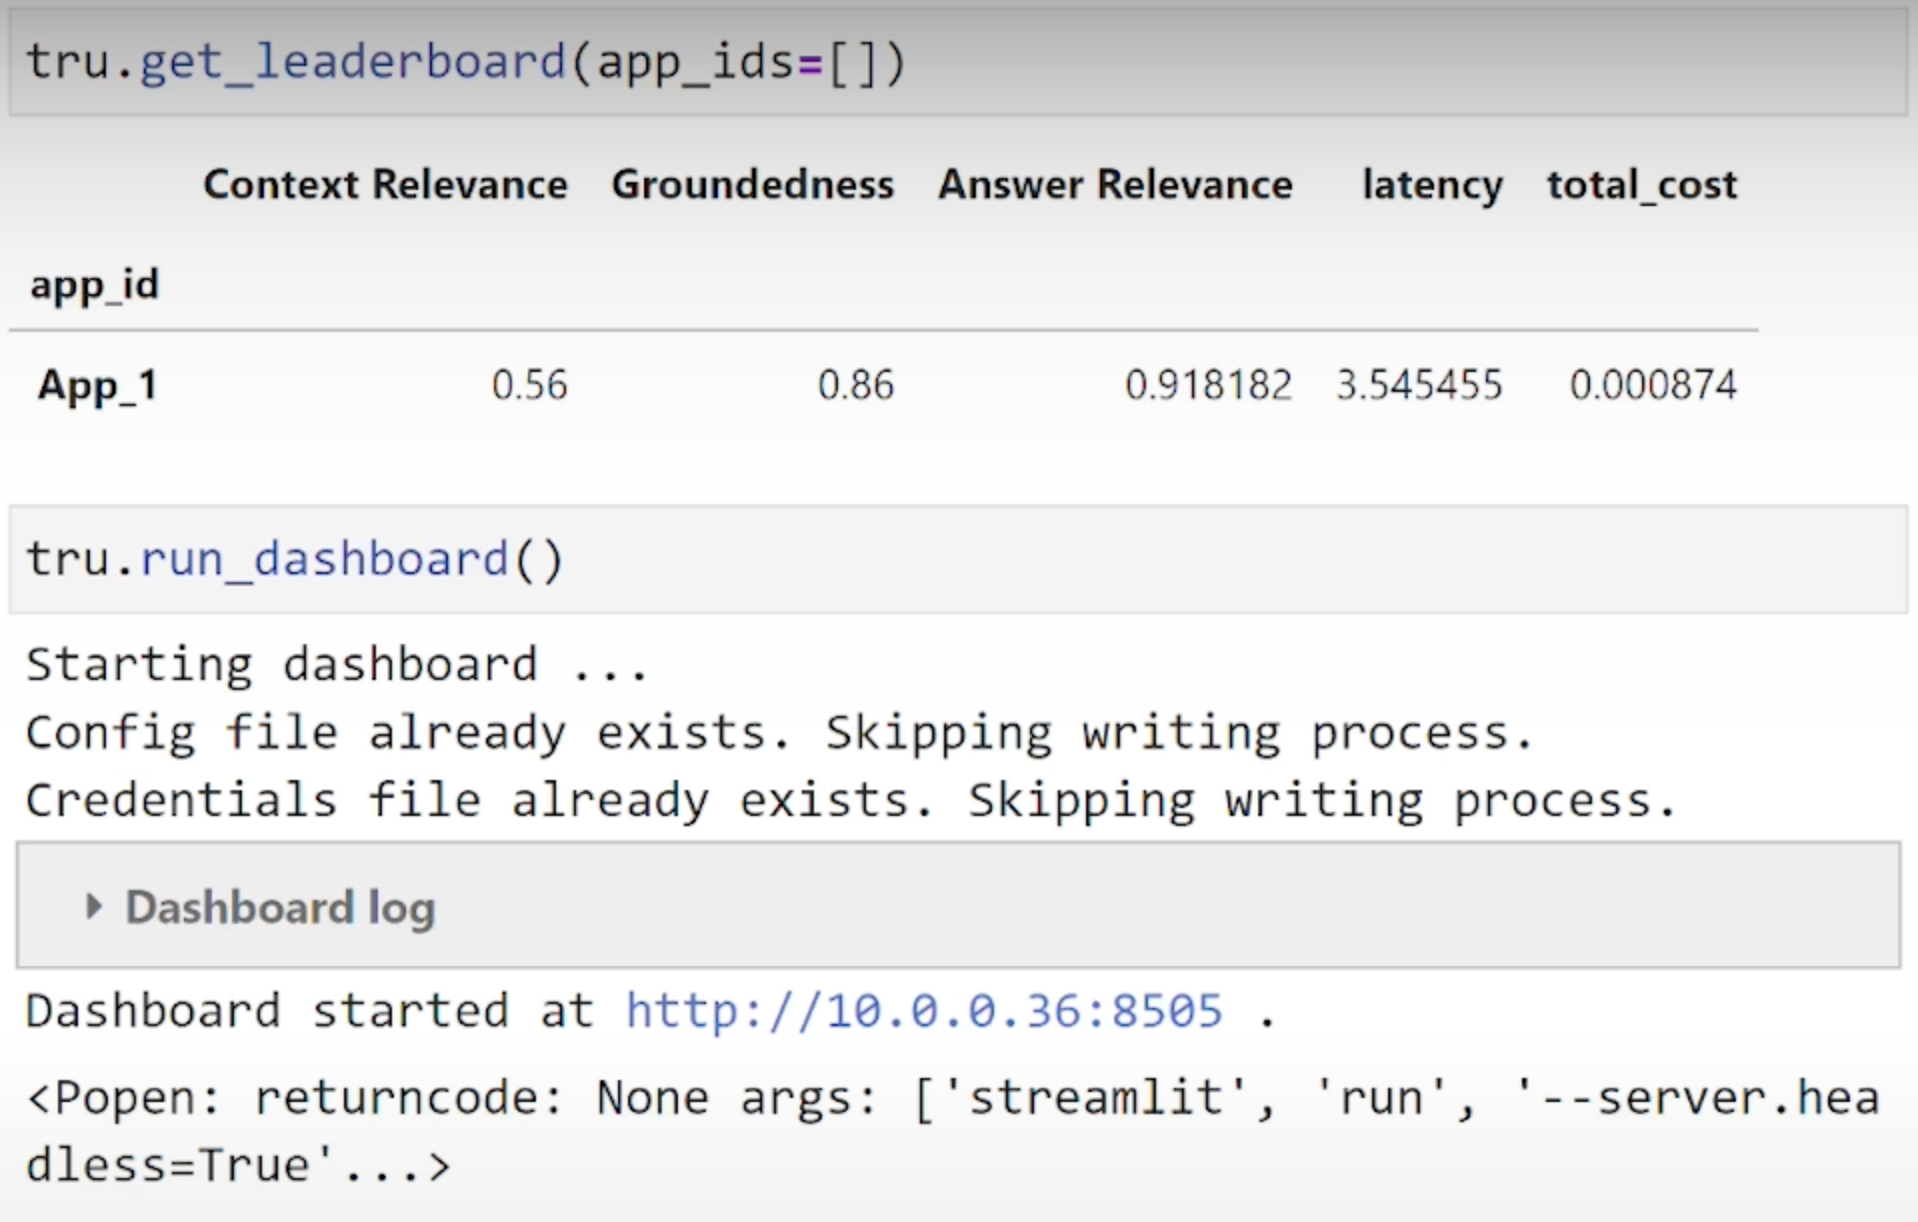 tru.get_leaderboard(app_ids=[])
Context Relevance Groundedness Answer Relevance latency total_cost
app_id
App_1 0.56 0.86 0.918182 3.545455 0.000874
tru.run_dashboard()
Starting dashboard ...
Config file already exists. Skipping writing process.
Credentials file already exists. Skipping writing process.
Dashboard log
Dashboard started at http://10.0.0.36:8505 .
<Popen: returncode: None args: ['streamlit', 'run', '--server.hea
dless=True'...>